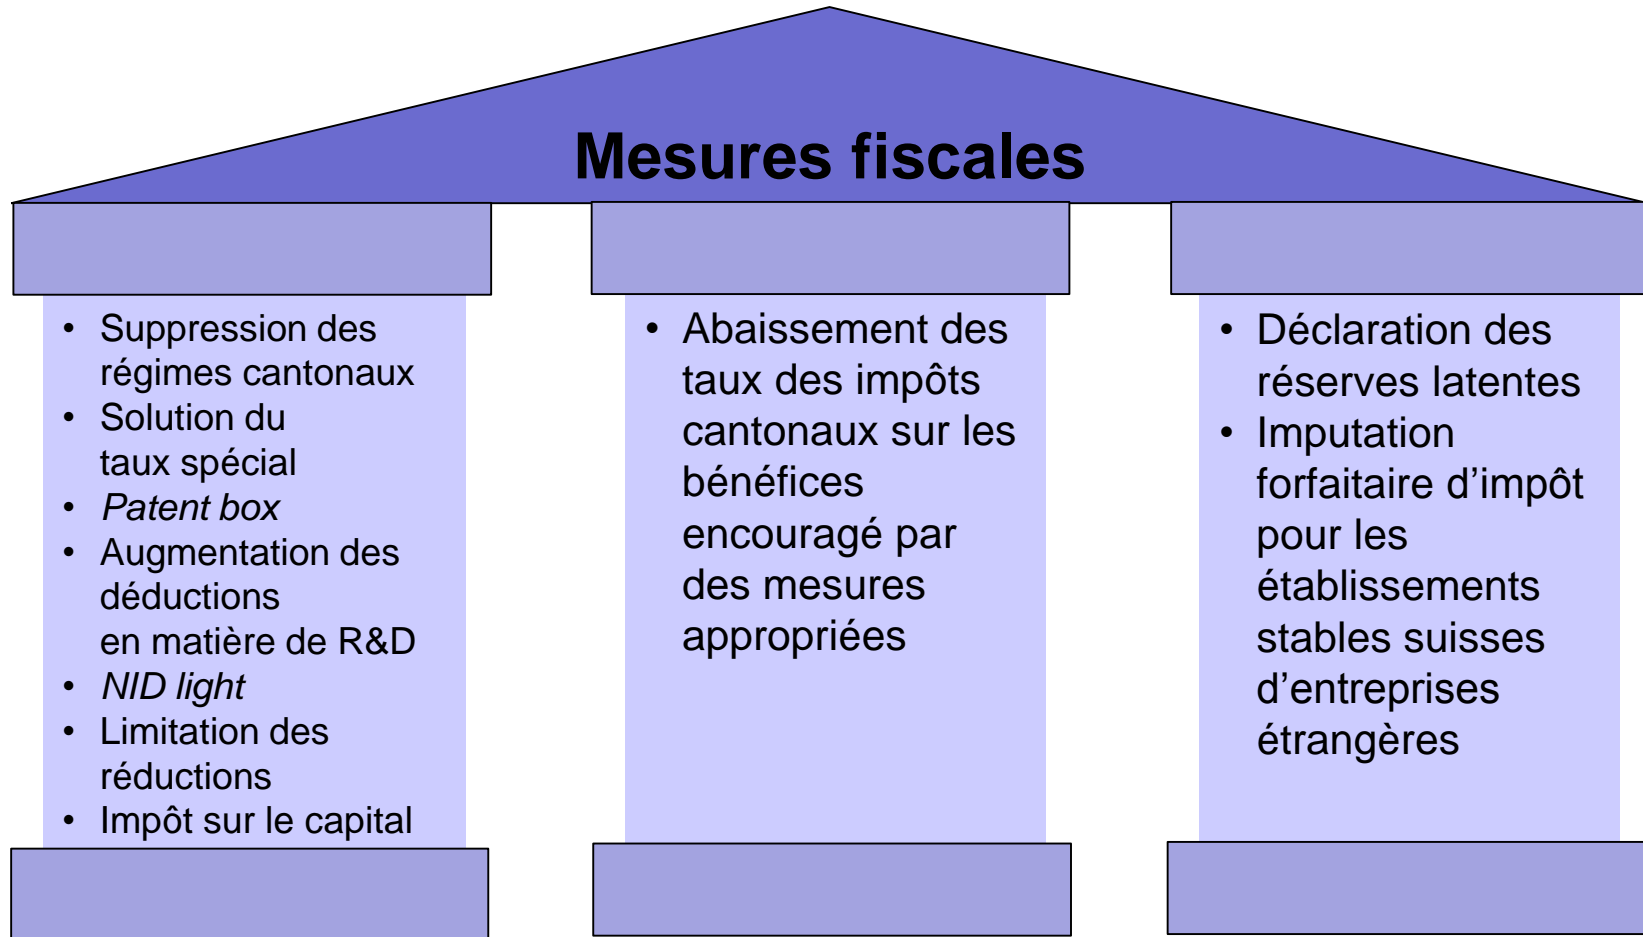 Mesures fiscales
• Suppression des
régimes cantonaux
• Solution du
taux spécial
• Patent box
• Augmentation des
déductions
en matière de R&D
• NID light
• Limitation des
réductions
• Impôt sur le capital
• Abaissement des
taux des impôts
cantonaux sur les
bénéfices
encouragé par
des mesures
appropriées
• Déclaration des
réserves latentes
• Imputation
forfaitaire d’impôt
pour les
établissements
stables suisses
d’entreprises
étrangères